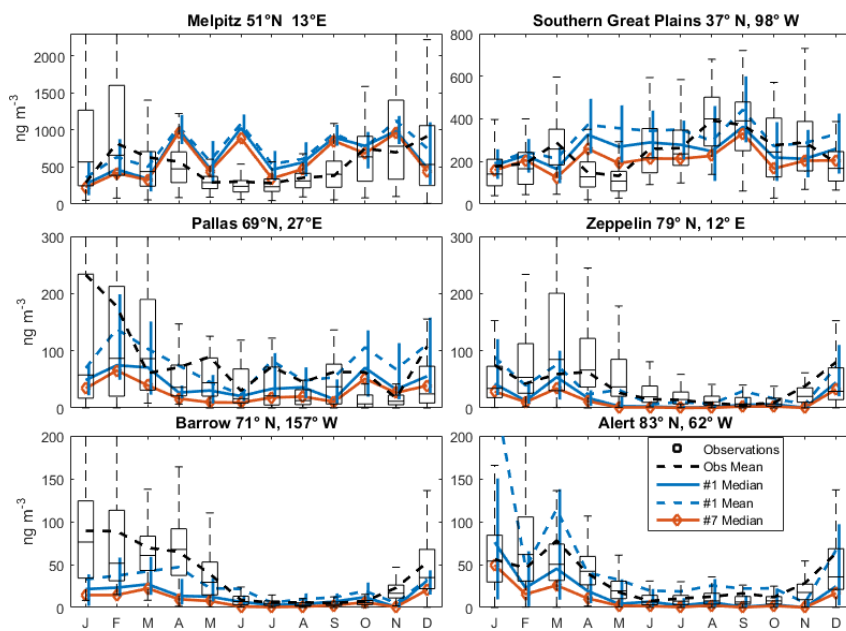 Melpitz 51°N 13°E
Southern Great Plains 37° N, 98° W
ng m-3
2000
1500
1000
500
0
800
600
400
200
0
Pallas 69°N, 27°E
Zeppelin 79° N, 12° E
ng m-3
300
200
100
0
300
200
100
0
Barrow 71° N, 157° W
Alert 83° N, 62° W
ng m-3
200
150
100
50
0
200
150
100
50
0
Observations
Obs Mean
#1 Median
#1 Mean
#7 Median
J F M A M J J A S O N D
J F M A M J J A S O N D